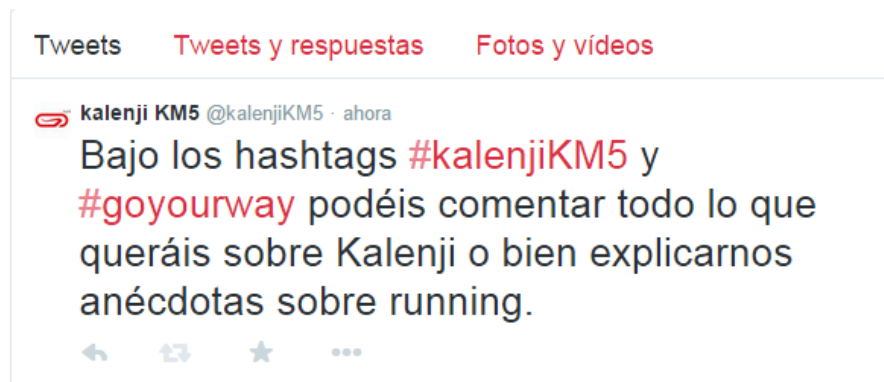 Tweets Tweets y respuestas Fotos y vídeos
kalenji KM5 @kalenjiKM5 · ahora
Bajo los hashtags #kalenjiKM5 y
#goyourway podéis comentar todo lo que
queráis sobre Kalenji o bien explicarnos
anécdotas sobre running.